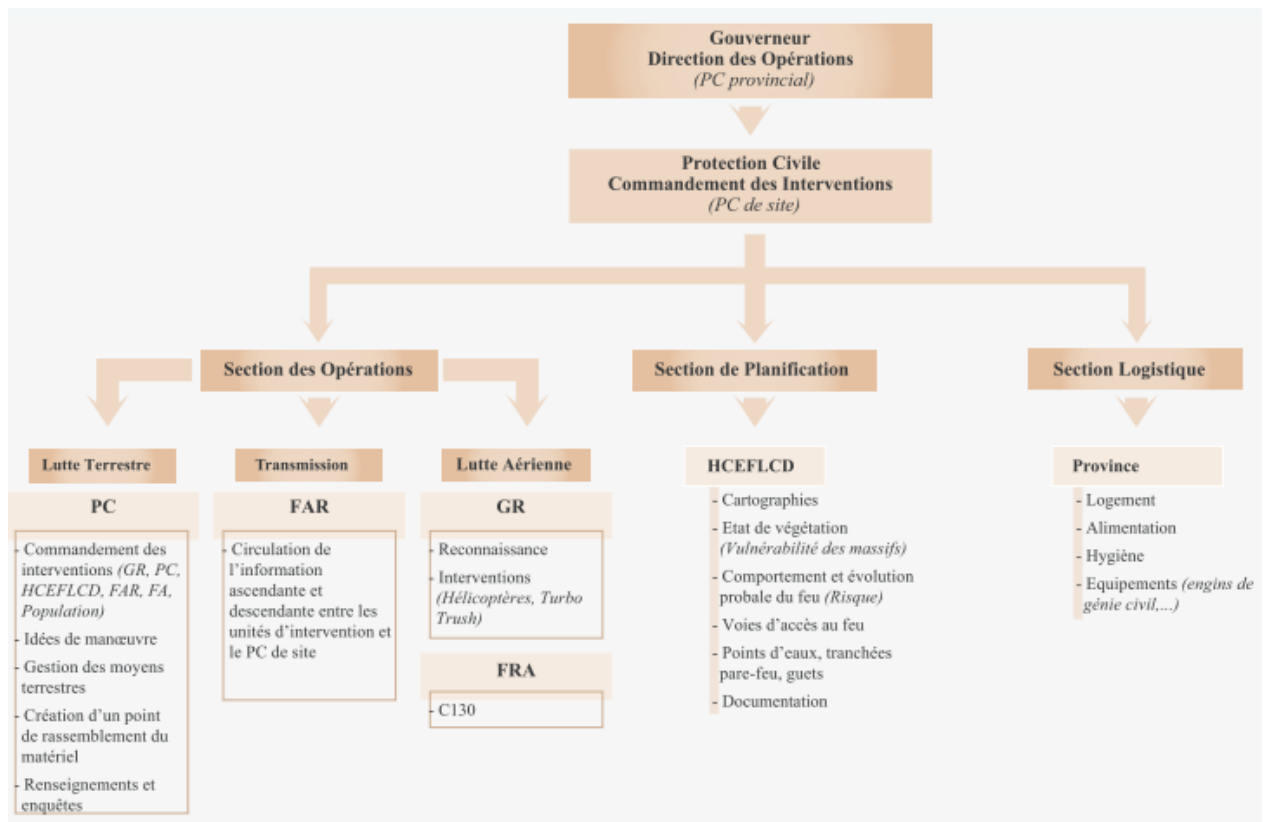 Gouverneur
Direction des Opérations
(PC provincial)
Protection Civile
Commandement des Interventions
(PC de site)
Section des Opérations
Section de Planification
Section Logistique
Lutte Terrestre
PC
- Commandement des
interventions (GR, PC,
HCEFLCD, FAR, FA,
Population)
- Idées de manœuvre
- Gestion des moyens
terrestres
- Création d'un point
de rassemblement du
matériel
- Renseignements et
enquêtes
Transmission
FAR
- Circulation de
l'information
ascendante et
descendante entre les
unités d'intervention et
le PC de site
Lutte Aérienne
GR
- Reconnaissance
- Interventions
(Hélicoptères, Turbo
Trush)
FRA
- C130
HCEFLCD
- Cartographies
- Etat de végétation
(Vulnérabilité des massifs)
- Comportement et évolution
probale du feu (Risque)
- Voies d'accès au feu
- Points d'eaux, tranchées
pare-feu, guets
- Documentation
Province
- Logement
- Alimentation
- Hygiène
- Equipements (engins de
génie civil,...)